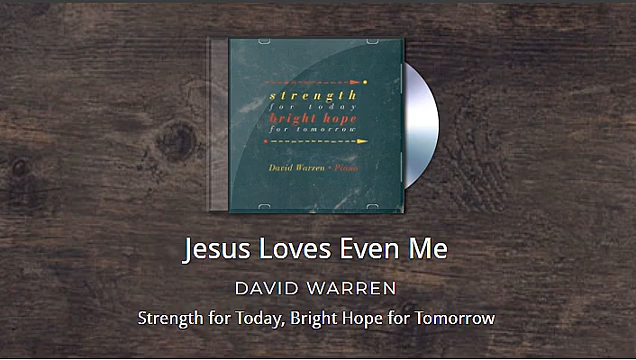 strength
for today
bright hope
for tomorrow
David Warren - Piano
Jesus Loves Even Me
DAVID WARREN
Strength for Today, Bright Hope for Tomorrow